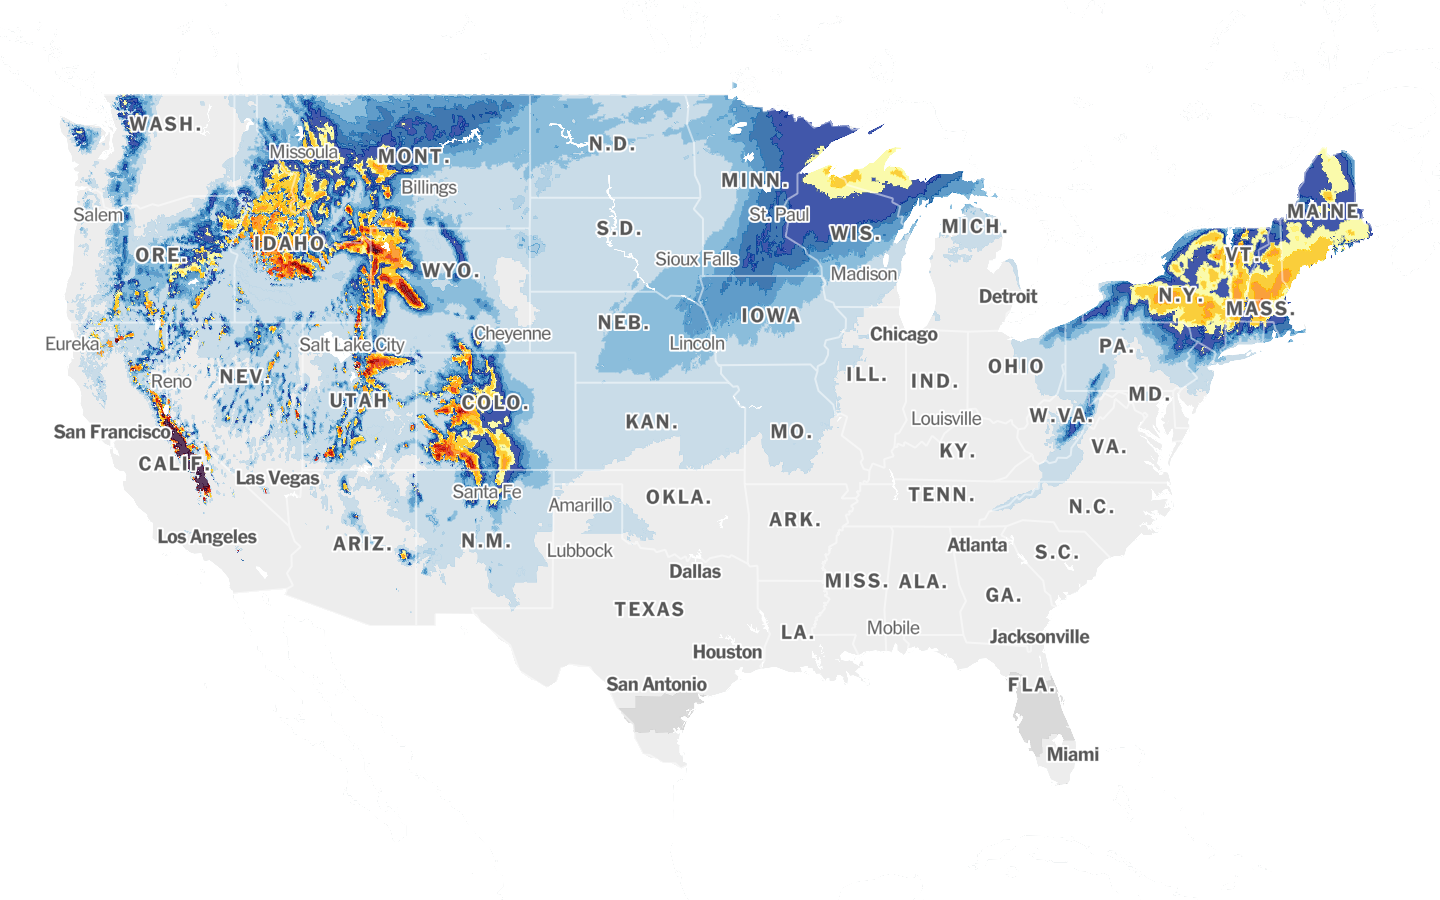 WASH.
MONT.
N.D.
Missoula
Billings
MINN.
Salem
St. Paul
MAINE
ORE.
IDAHO
S.D.
WIS.
MICH.
VT.
WYO.
Sioux Falls
Madison
N.Y.
Detroit
MASS.
NEB.
IOWA
Eureka
Salt Lake City
Cheyenne
Lincoln
Chicago
PA.
Reno
NEV.
ILL.
IND.
OHIO
UTAH
COLO.
MD.
San Francisco
KAN.
MO.
Louisville
W.VA.
CALIF.
Las Vegas
KY.
VA.
Santa Fe
Amarillo
OKLA.
TENN.
N.C.
Los Angeles
ARIZ.
N.M.
Lubbock
ARK.
Atlanta
S.C.
Dallas
MISS.
ALA.
GA.
TEXAS
LA.
Mobile
Jacksonville
Houston
San Antonio
FLA.
Miami